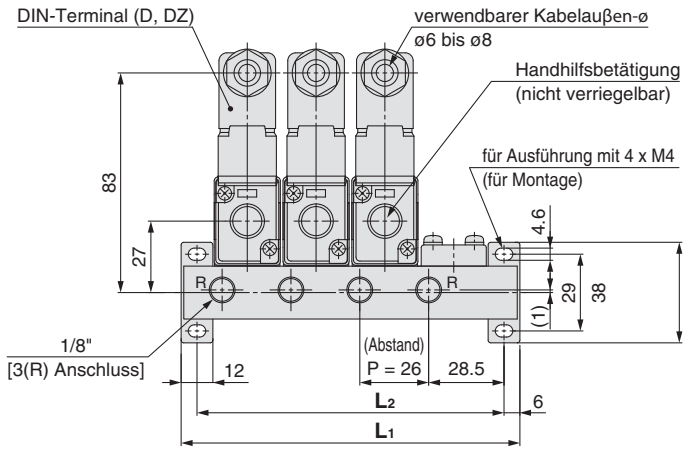 DIN-Terminal (D, DZ)
verwendbarer Kabelaußen-ø
ø6 bis ø8
Handhilfsbetätigung
(nicht verriegelbar)
für Ausführung mit 4 x M4
(für Montage)
83
27
4.6
R
R
29
38
(1)
1/8"
[3(R) Anschluss]
12
(Abstand)
P = 26
28.5
L2
6
L1